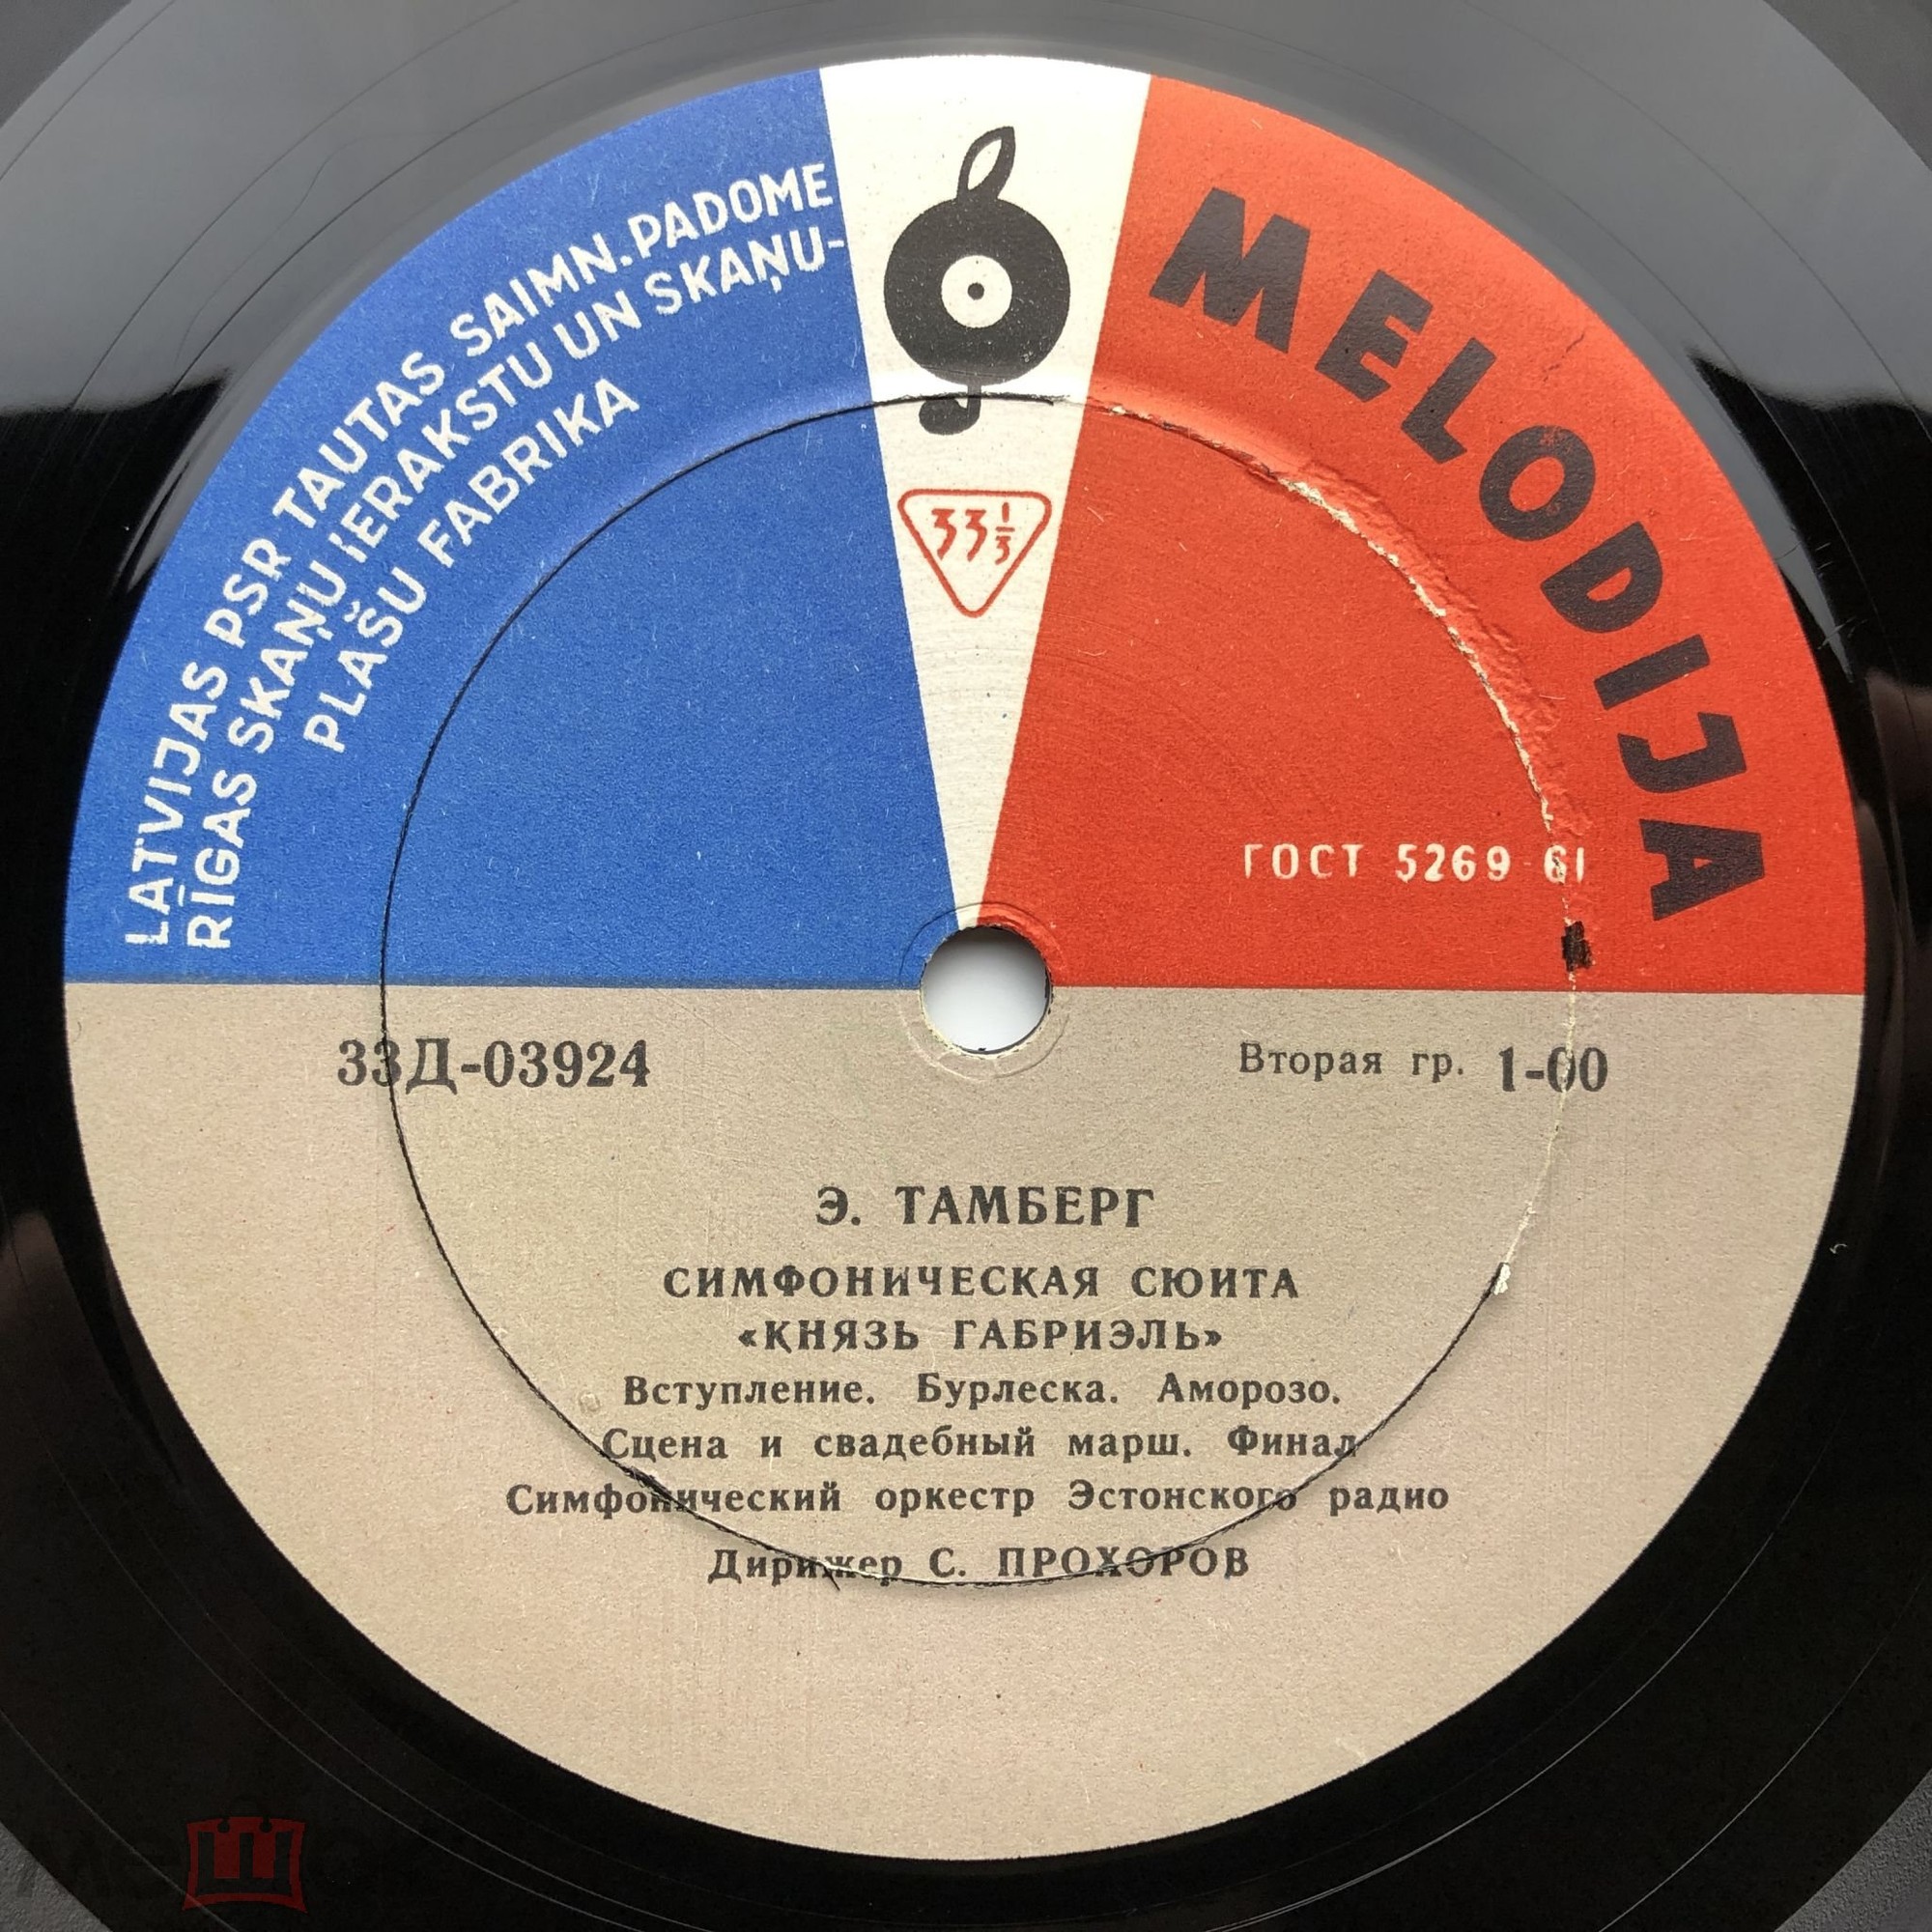 LATVIJAS PSR TAUTAS SAIMN. PADOME
RĪGAS SKAŅU IERAKSTU UN SKAŅU-
PLAŠU FABRIKA
MELODIJA
33 1/3
ГОСТ 5269-61
33Д-03924
Вторая гр. 1-00
Э. ТАМБЕРГ
СИМФОНИЧЕСКАЯ СЮИТА
«КНЯЗЬ ГАБРИЭЛЬ»
Вступление. Бурлеска. Аморозо.
Сцена и свадебный марш. Финал
Симфонический оркестр Эстонского радио
Дирижер С. ПРОХОРОВ